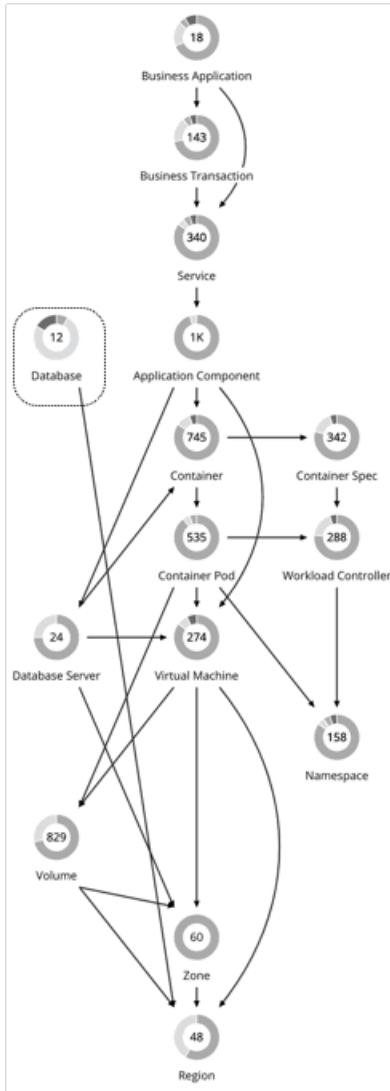 18
Business Application
143
Business Transaction
340
Service
12
Database
1K
Application Component
745
Container
342
Container Spec
535
Container Pod
288
Workload Controller
24
Database Server
274
Virtual Machine
158
Namespace
829
Volume
60
Zone
48
Region